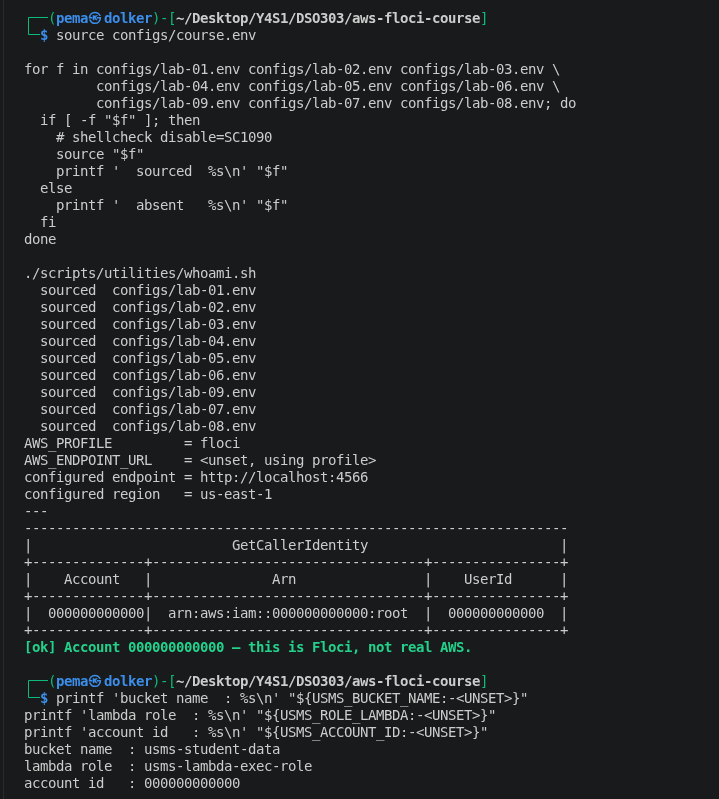 ┌──(pema㉿dolker)-[~/Desktop/Y4S1/DSO303/aws-floci-course]
└─$ source configs/course.env
for f in configs/lab-01.env configs/lab-02.env configs/lab-03.env \
         configs/lab-04.env configs/lab-05.env configs/lab-06.env \
         configs/lab-09.env configs/lab-07.env configs/lab-08.env; do
  if [ -f "$f" ]; then
    # shellcheck disable=SC1090
    source "$f"
    printf '  sourced  %s\n' "$f"
  else
    printf '  absent   %s\n' "$f"
  fi
done
./scripts/utilities/whoami.sh
  sourced  configs/lab-01.env
  sourced  configs/lab-02.env
  sourced  configs/lab-03.env
  sourced  configs/lab-04.env
  sourced  configs/lab-05.env
  sourced  configs/lab-06.env
  sourced  configs/lab-09.env
  sourced  configs/lab-07.env
  sourced  configs/lab-08.env
AWS_PROFILE         = floci
AWS_ENDPOINT_URL    = <unset, using profile>
configured endpoint = http://localhost:4566
configured region   = us-east-1
---
--------------------------------------------------------------------
|                         GetCallerIdentity                        |
+--------------+----------------------------------+----------------+
|    Account   |               Arn                |    UserId      |
+--------------+----------------------------------+----------------+
|  000000000000|  arn:aws:iam::000000000000:root  |  000000000000  |
+--------------+----------------------------------+----------------+
[ok] Account 000000000000 — this is Floci, not real AWS.
┌──(pema㉿dolker)-[~/Desktop/Y4S1/DSO303/aws-floci-course]
└─$ printf 'bucket name  : %s\n' "${USMS_BUCKET_NAME:-<UNSET>}"
printf 'lambda role  : %s\n' "${USMS_ROLE_LAMBDA:-<UNSET>}"
printf 'account id   : %s\n' "${USMS_ACCOUNT_ID:-<UNSET>}"
bucket name  : usms-student-data
lambda role  : usms-lambda-exec-role
account id   : 000000000000